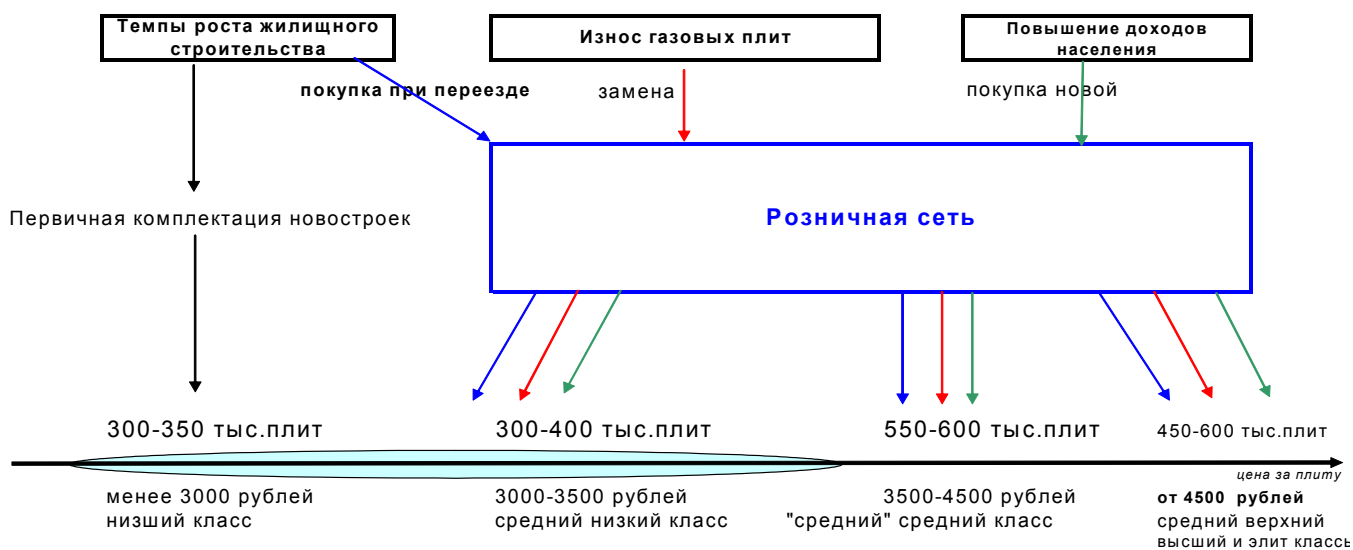 Темпы роста жилищного
строительства
Износ газовых плит
Повышение доходов
населения
покупка при переезде
замена
покупка новой
Первичная комплектация новостроек
Розничная сеть
300-350 тыс.плит
300-400 тыс.плит
550-600 тыс.плит
450-600 тыс.плит
цена за плиту
менее 3000 рублей
низший класс
3000-3500 рублей
средний низкий класс
3500-4500 рублей
"средний" средний класс
от 4500 рублей
средний верхний
высший и элит классы